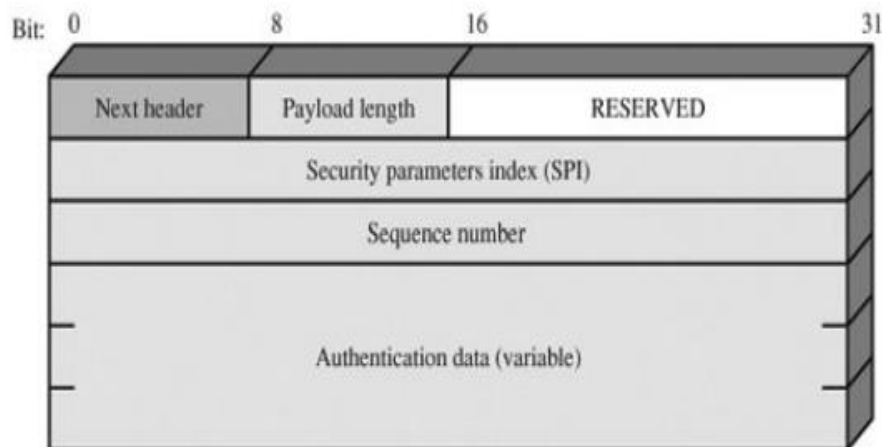 Bit: 0 8 16 31
Next header Payload length RESERVED
Security parameters index (SPI)
Sequence number
Authentication data (variable)